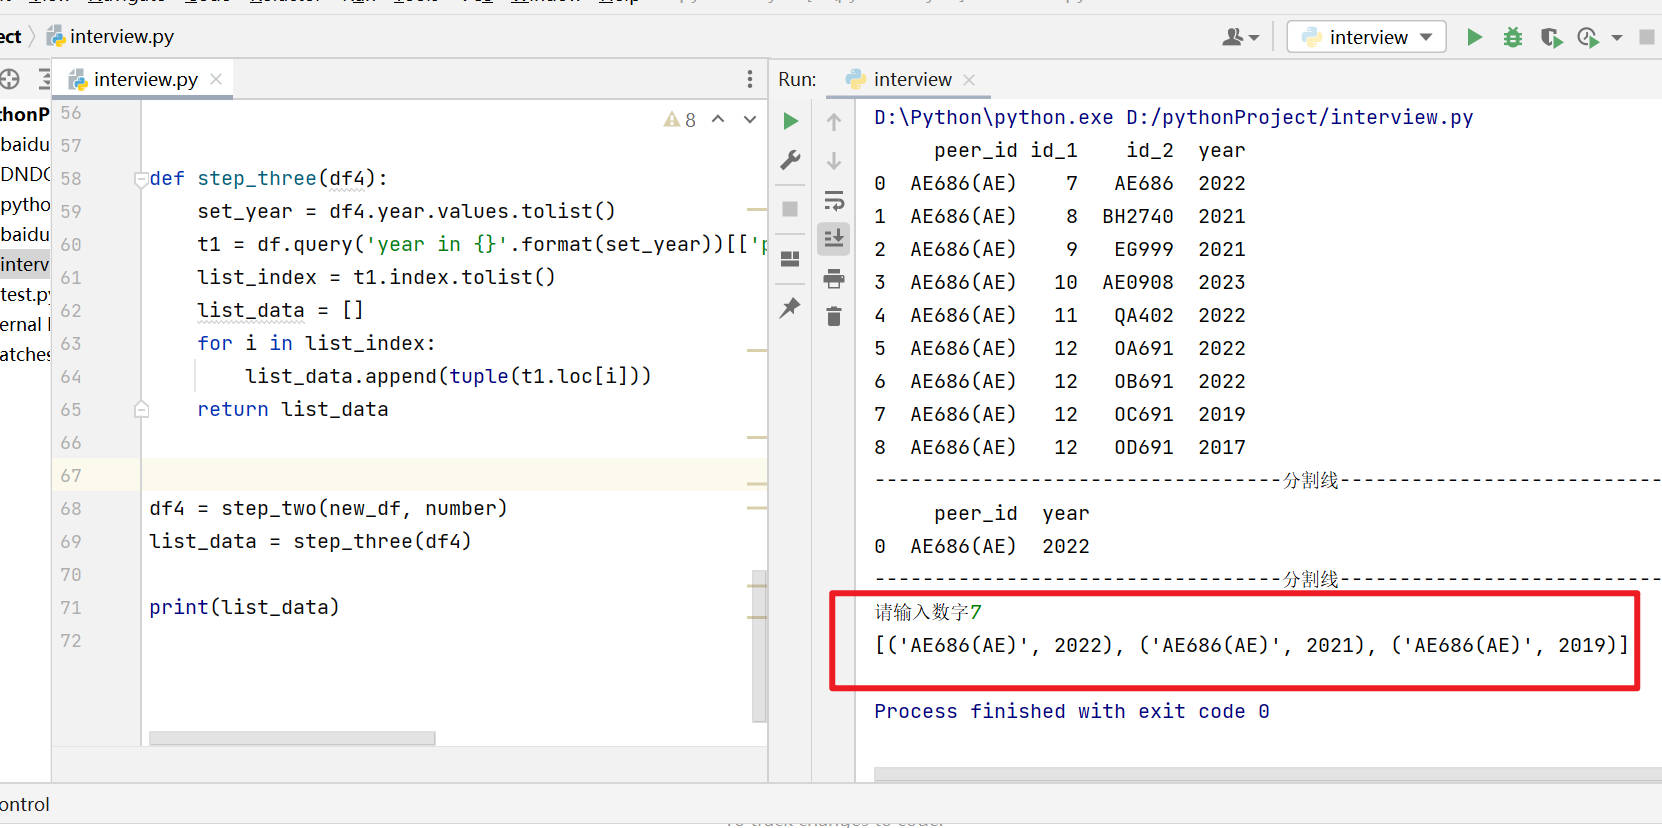 interview.py
interview
interview.py
Run:
interview
thonP
baidu
DNDC
pytho
baidu
interv
test.py
ernal
atches
8
56
57
58 def step_three(df4):
59 set_year = df4.year.values.tolist()
60 t1 = df.query('year in {}'.format(set_year))[['p
61 list_index = t1.index.tolist()
62 list_data = []
63 for i in list_index:
64 list_data.append(tuple(t1.loc[i]))
65 return list_data
66
67
68 df4 = step_two(new_df, number)
69 list_data = step_three(df4)
70
71 print(list_data)
72
D:\Python\python.exe D:/pythonProject/interview.py
peer_id id_1 id_2 year
0 AE686(AE) 7 AE686 2022
1 AE686(AE) 8 BH2740 2021
2 AE686(AE) 9 EG999 2021
3 AE686(AE) 10 AE0908 2023
4 AE686(AE) 11 QA402 2022
5 AE686(AE) 12 OA691 2022
6 AE686(AE) 12 OB691 2022
7 AE686(AE) 12 OC691 2019
8 AE686(AE) 12 OD691 2017
----------------------------------分割线---------------------------
peer_id year
0 AE686(AE) 2022
----------------------------------分割线---------------------------
请输入数字7
[('AE686(AE)', 2022), ('AE686(AE)', 2021), ('AE686(AE)', 2019)]
Process finished with exit code 0
ontrol